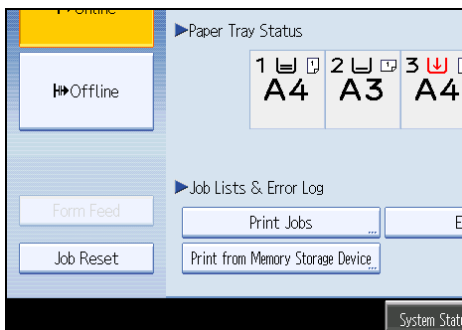 Online
Paper Tray Status
1 2 3
A4 A3 A4
Offline
Job Lists & Error Log
Form Feed
Print Jobs
Job Reset
Print from Memory Storage Device
System